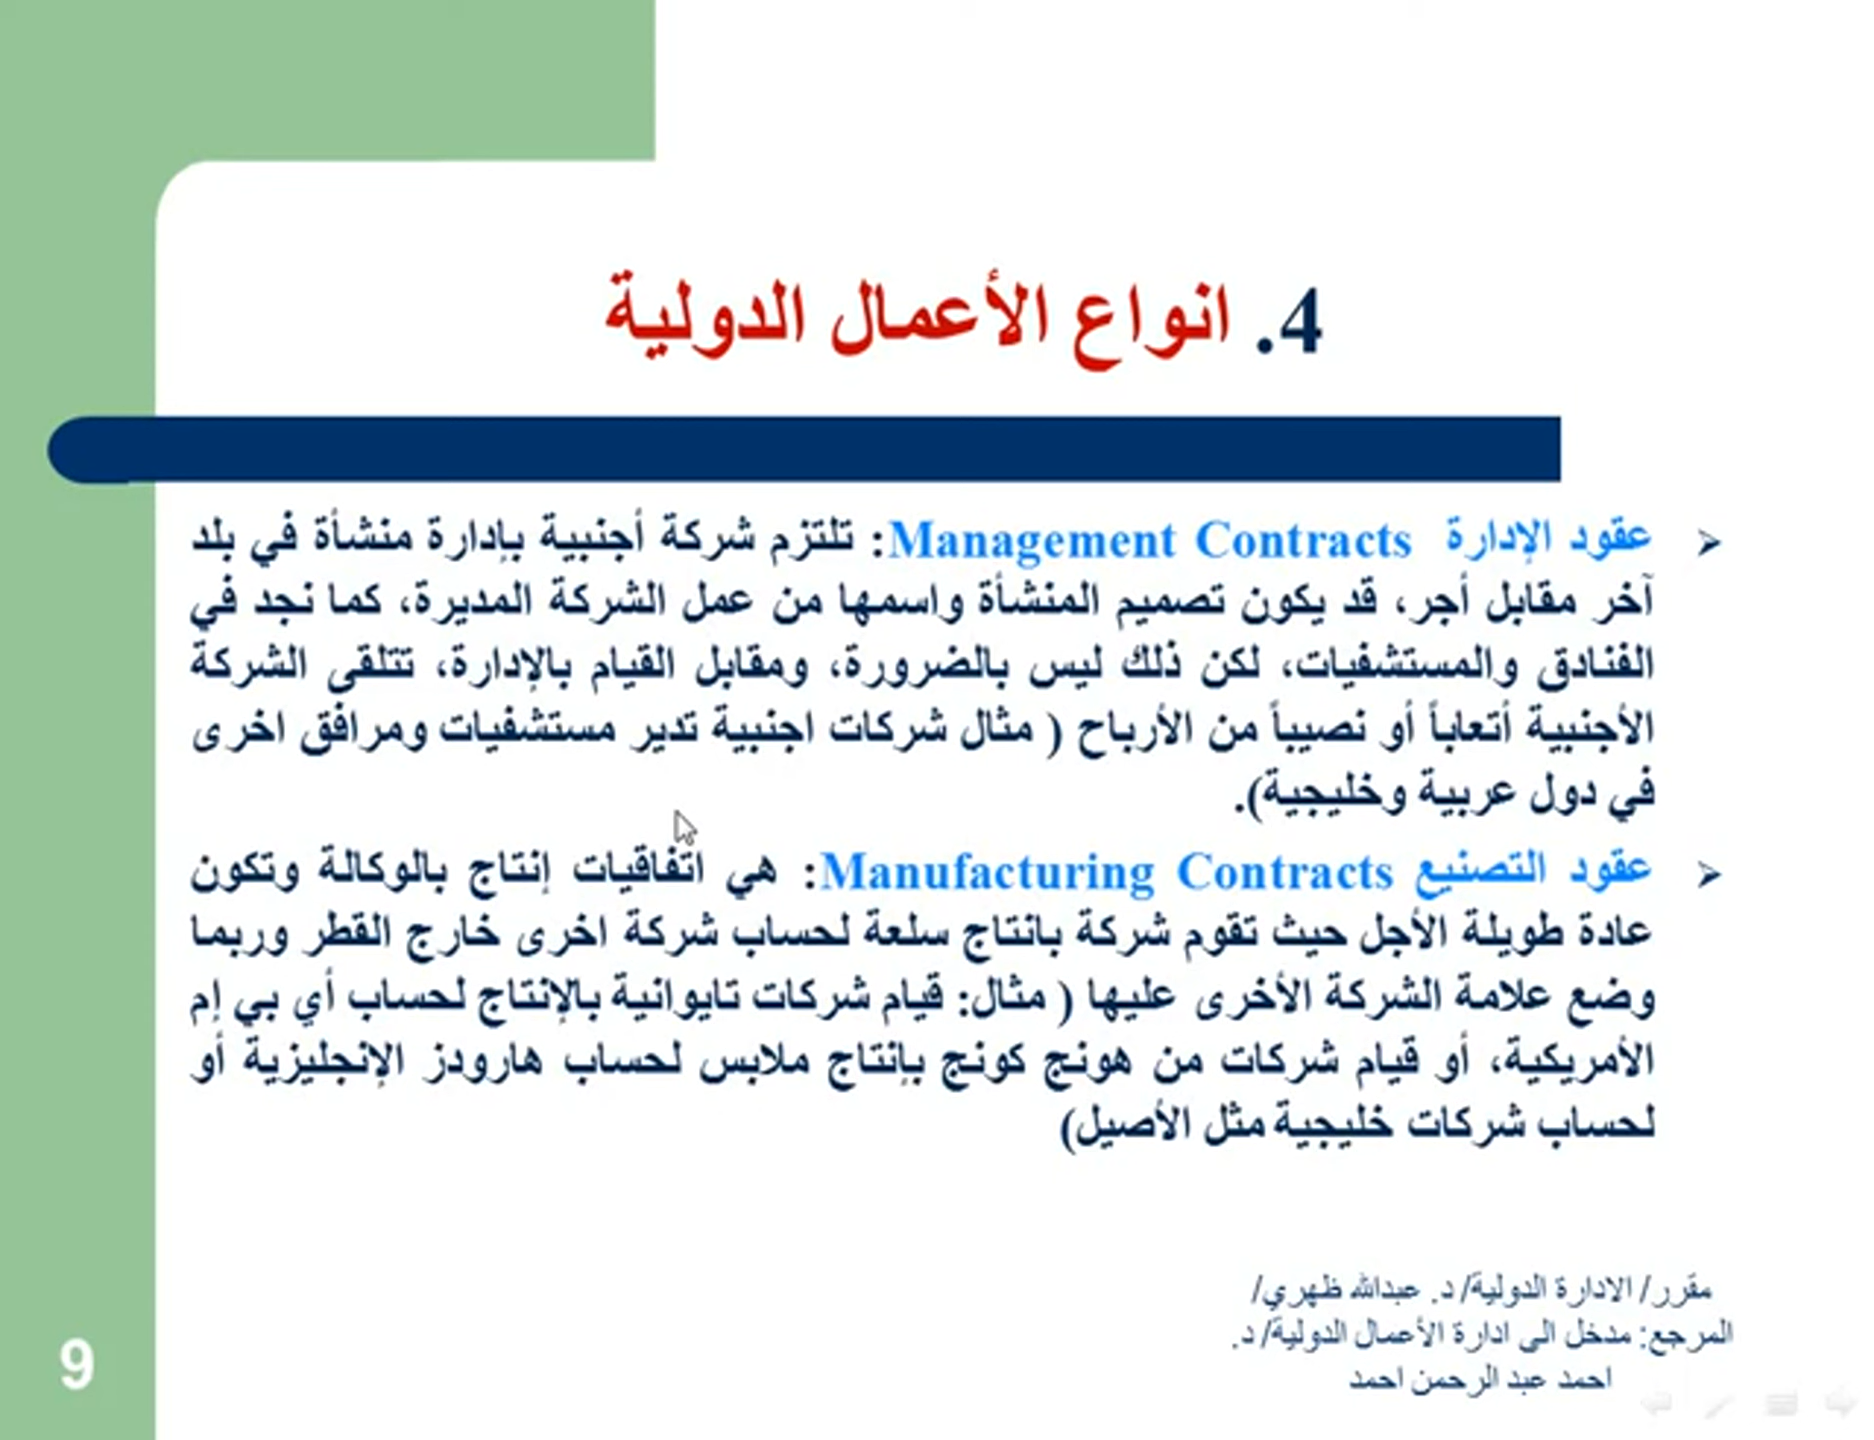 4. انواع الأعمال الدولية
عقود الإدارة Management Contracts: تلتزم شركة أجنبية بإدارة منشأة في بلد
آخر مقابل أجر، قد يكون تصميم المنشأة واسمها من عمل الشركة المديرة، كما نجد في
الفنادق والمستشفيات، لكن ذلك ليس بالضرورة، ومقابل القيام بالإدارة، تتلقى الشركة
الأجنبية أتعاباً أو نصيباً من الأرباح ( مثال شركات اجنبية تدير مستشفيات ومرافق اخرى
في دول عربية وخليجية).
عقود التصنيع Manufacturing Contracts: هي اتفاقيات إنتاج بالوكالة وتكون
عادة طويلة الأجل حيث تقوم شركة بانتاج سلعة لحساب شركة اخرى خارج القطر وربما
وضع علامة الشركة الأخرى عليها ( مثال: قيام شركات تايوانية بالإنتاج لحساب أي بي إم
الأمريكية، أو قيام شركات من هونج كونج بإنتاج ملابس لحساب هارودز الإنجليزية أو
لحساب شركات خليجية مثل الأصيل)
مقرر/ الادارة الدولية/ د. عبدالله ظهري/
المرجع: مدخل الى ادارة الأعمال الدولية/ د.
احمد عبد الرحمن احمد
9